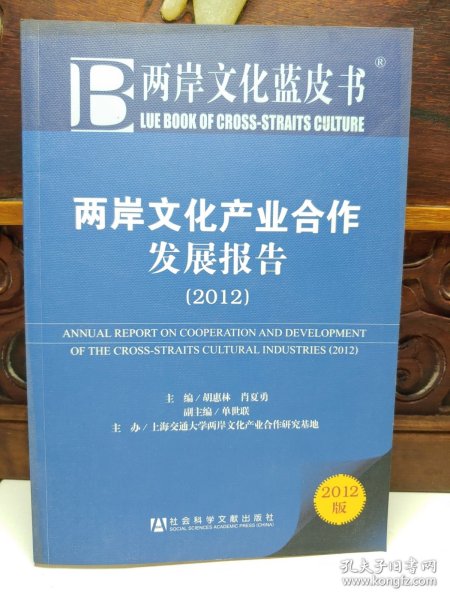 B 两岸文化蓝皮书®
LUE BOOK OF CROSS-STRAITS CULTURE
两岸文化产业合作
发展报告
(2012)
ANNUAL REPORT ON COOPERATION AND DEVELOPMENT
OF THE CROSS-STRAITS CULTURAL INDUSTRIES (2012)
主 编/胡惠林 肖夏勇
副主编/单世联
主 办/上海交通大学两岸文化产业合作研究基地
2012
版
社会科学文献出版社
SOCIAL SCIENCES ACADEMIC PRESS (CHINA)
孔夫子旧书网
www.kongfz.com